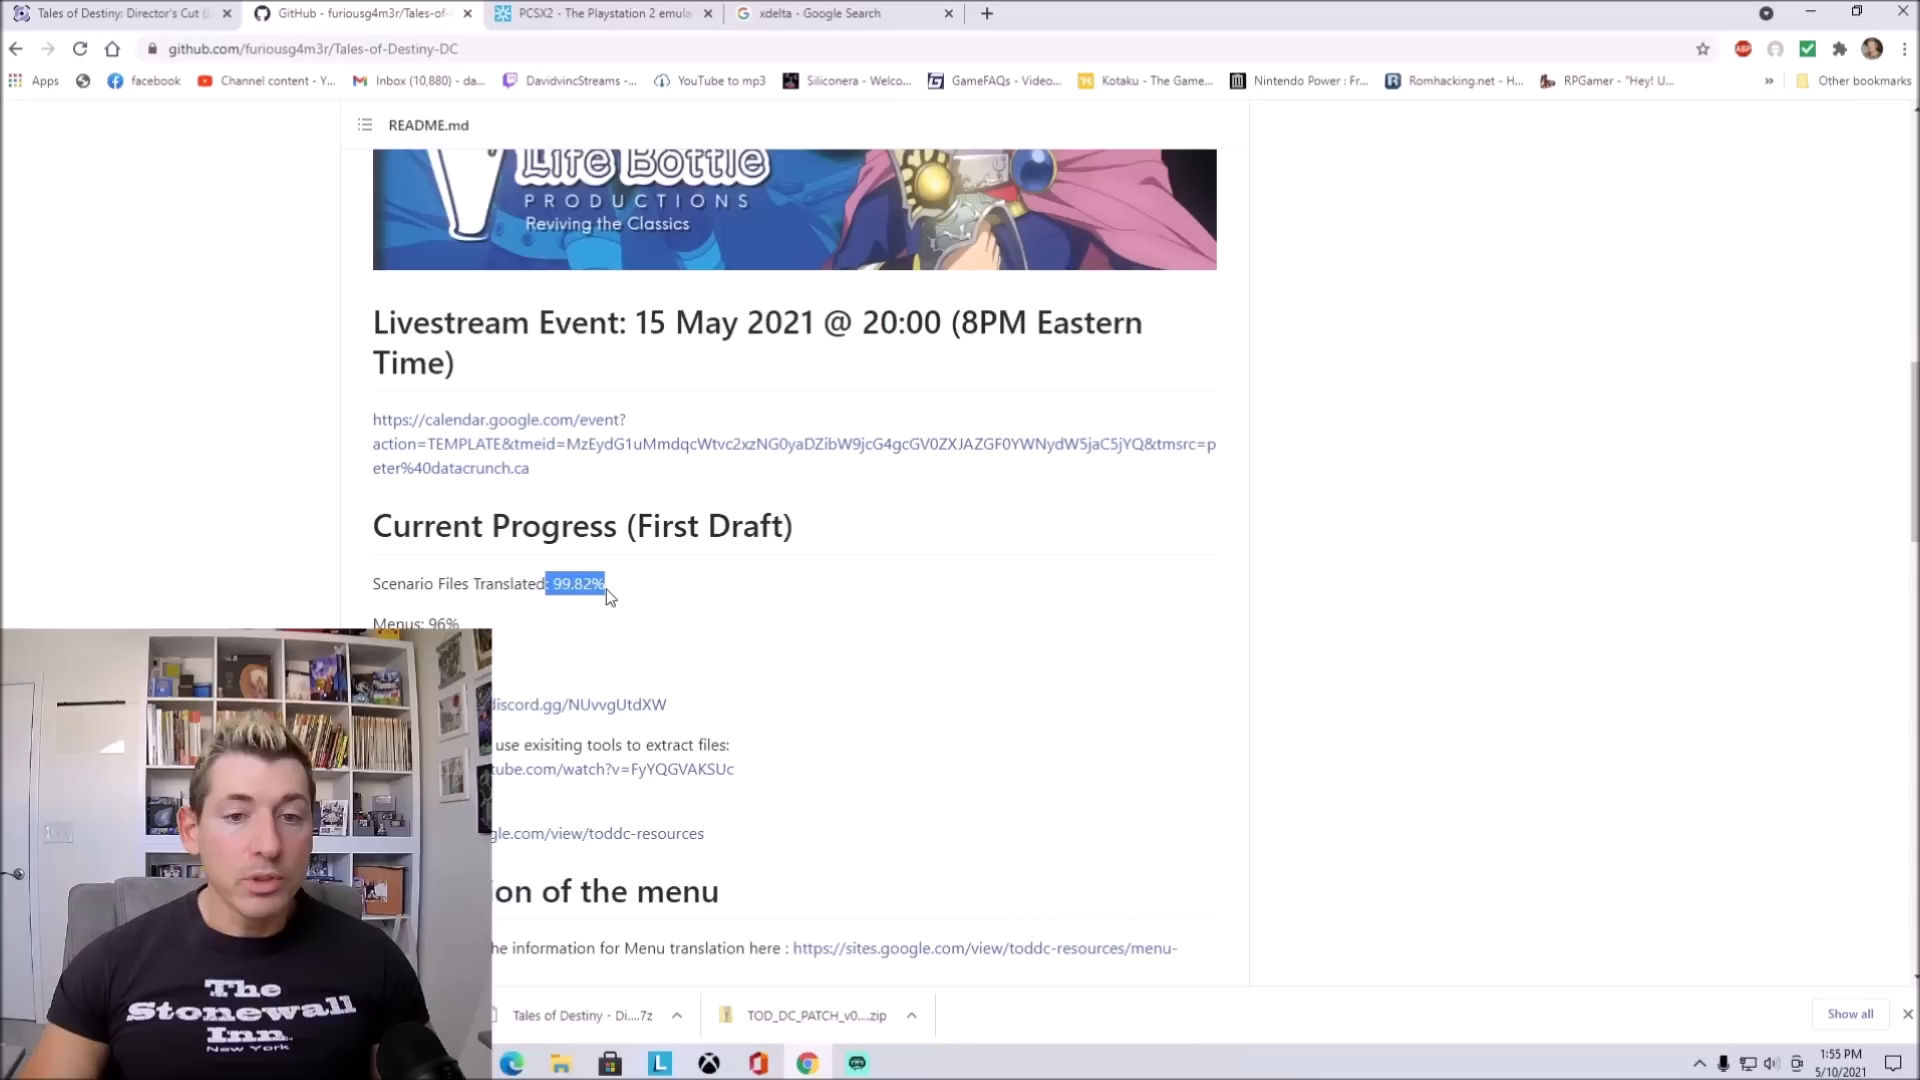 Tales of Destiny: Director's Cut (
GitHub - furiousg4m3r/Tales-of-
PCSX2 - The Playstation 2 emula
xdelta - Google Search
github.com/furiousg4m3r/Tales-of-Destiny-DC
Apps
facebook
Channel content - Y...
Inbox (10,880) - da...
DavidvincStreams -...
YouTube to mp3
Siliconera - Welco...
GameFAQs - Video...
Kotaku - The Game...
Nintendo Power : Fr...
Romhacking.net - H...
RPGamer - "Hey! U...
»
Other bookmarks
README.md
Life Bottle
PRODUCTIONS
Reviving the Classics
Livestream Event: 15 May 2021 @ 20:00 (8PM Eastern
Time)
https://calendar.google.com/event?
action=TEMPLATE&tmeid=MzEydG1uMmdqcWtvc2xzNG0yaDZibW9jcG4gcGV0ZXJAZGF0YWNydW5jaC5jYQ&tmsrc=p
eter%40datacrunch.ca
Current Progress (First Draft)
Scenario Files Translated: 99.82%
Menus: 96%
discord.gg/NUvvgUtdXW
use exisiting tools to extract files:
tube.com/watch?v=FyYQGVAKSUc
gle.com/view/toddc-resources
ion of the menu
he information for Menu translation here : https://sites.google.com/view/toddc-resources/menu-
The
Stonewall
Inn.
New York
Tales of Destiny - Di....7z
TOD_DC_PATCH_v0....zip
Show all
1:55 PM
5/10/2021